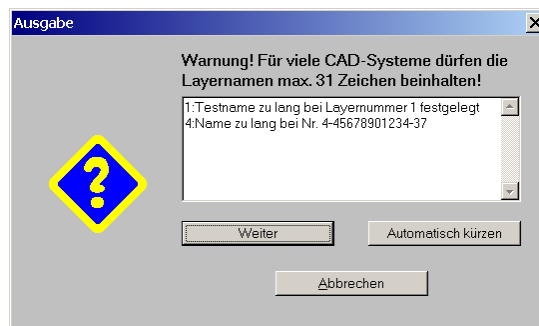 Ausgabe
Warnung! Für viele CAD-Systeme dürfen die
Layernamen max. 31 Zeichen beinhalten!
1:Testname zu lang bei Layernummer 1 festgelegt
4:Name zu lang bei Nr. 4-45678901234-37
Weiter
Automatisch kürzen
Abbrechen